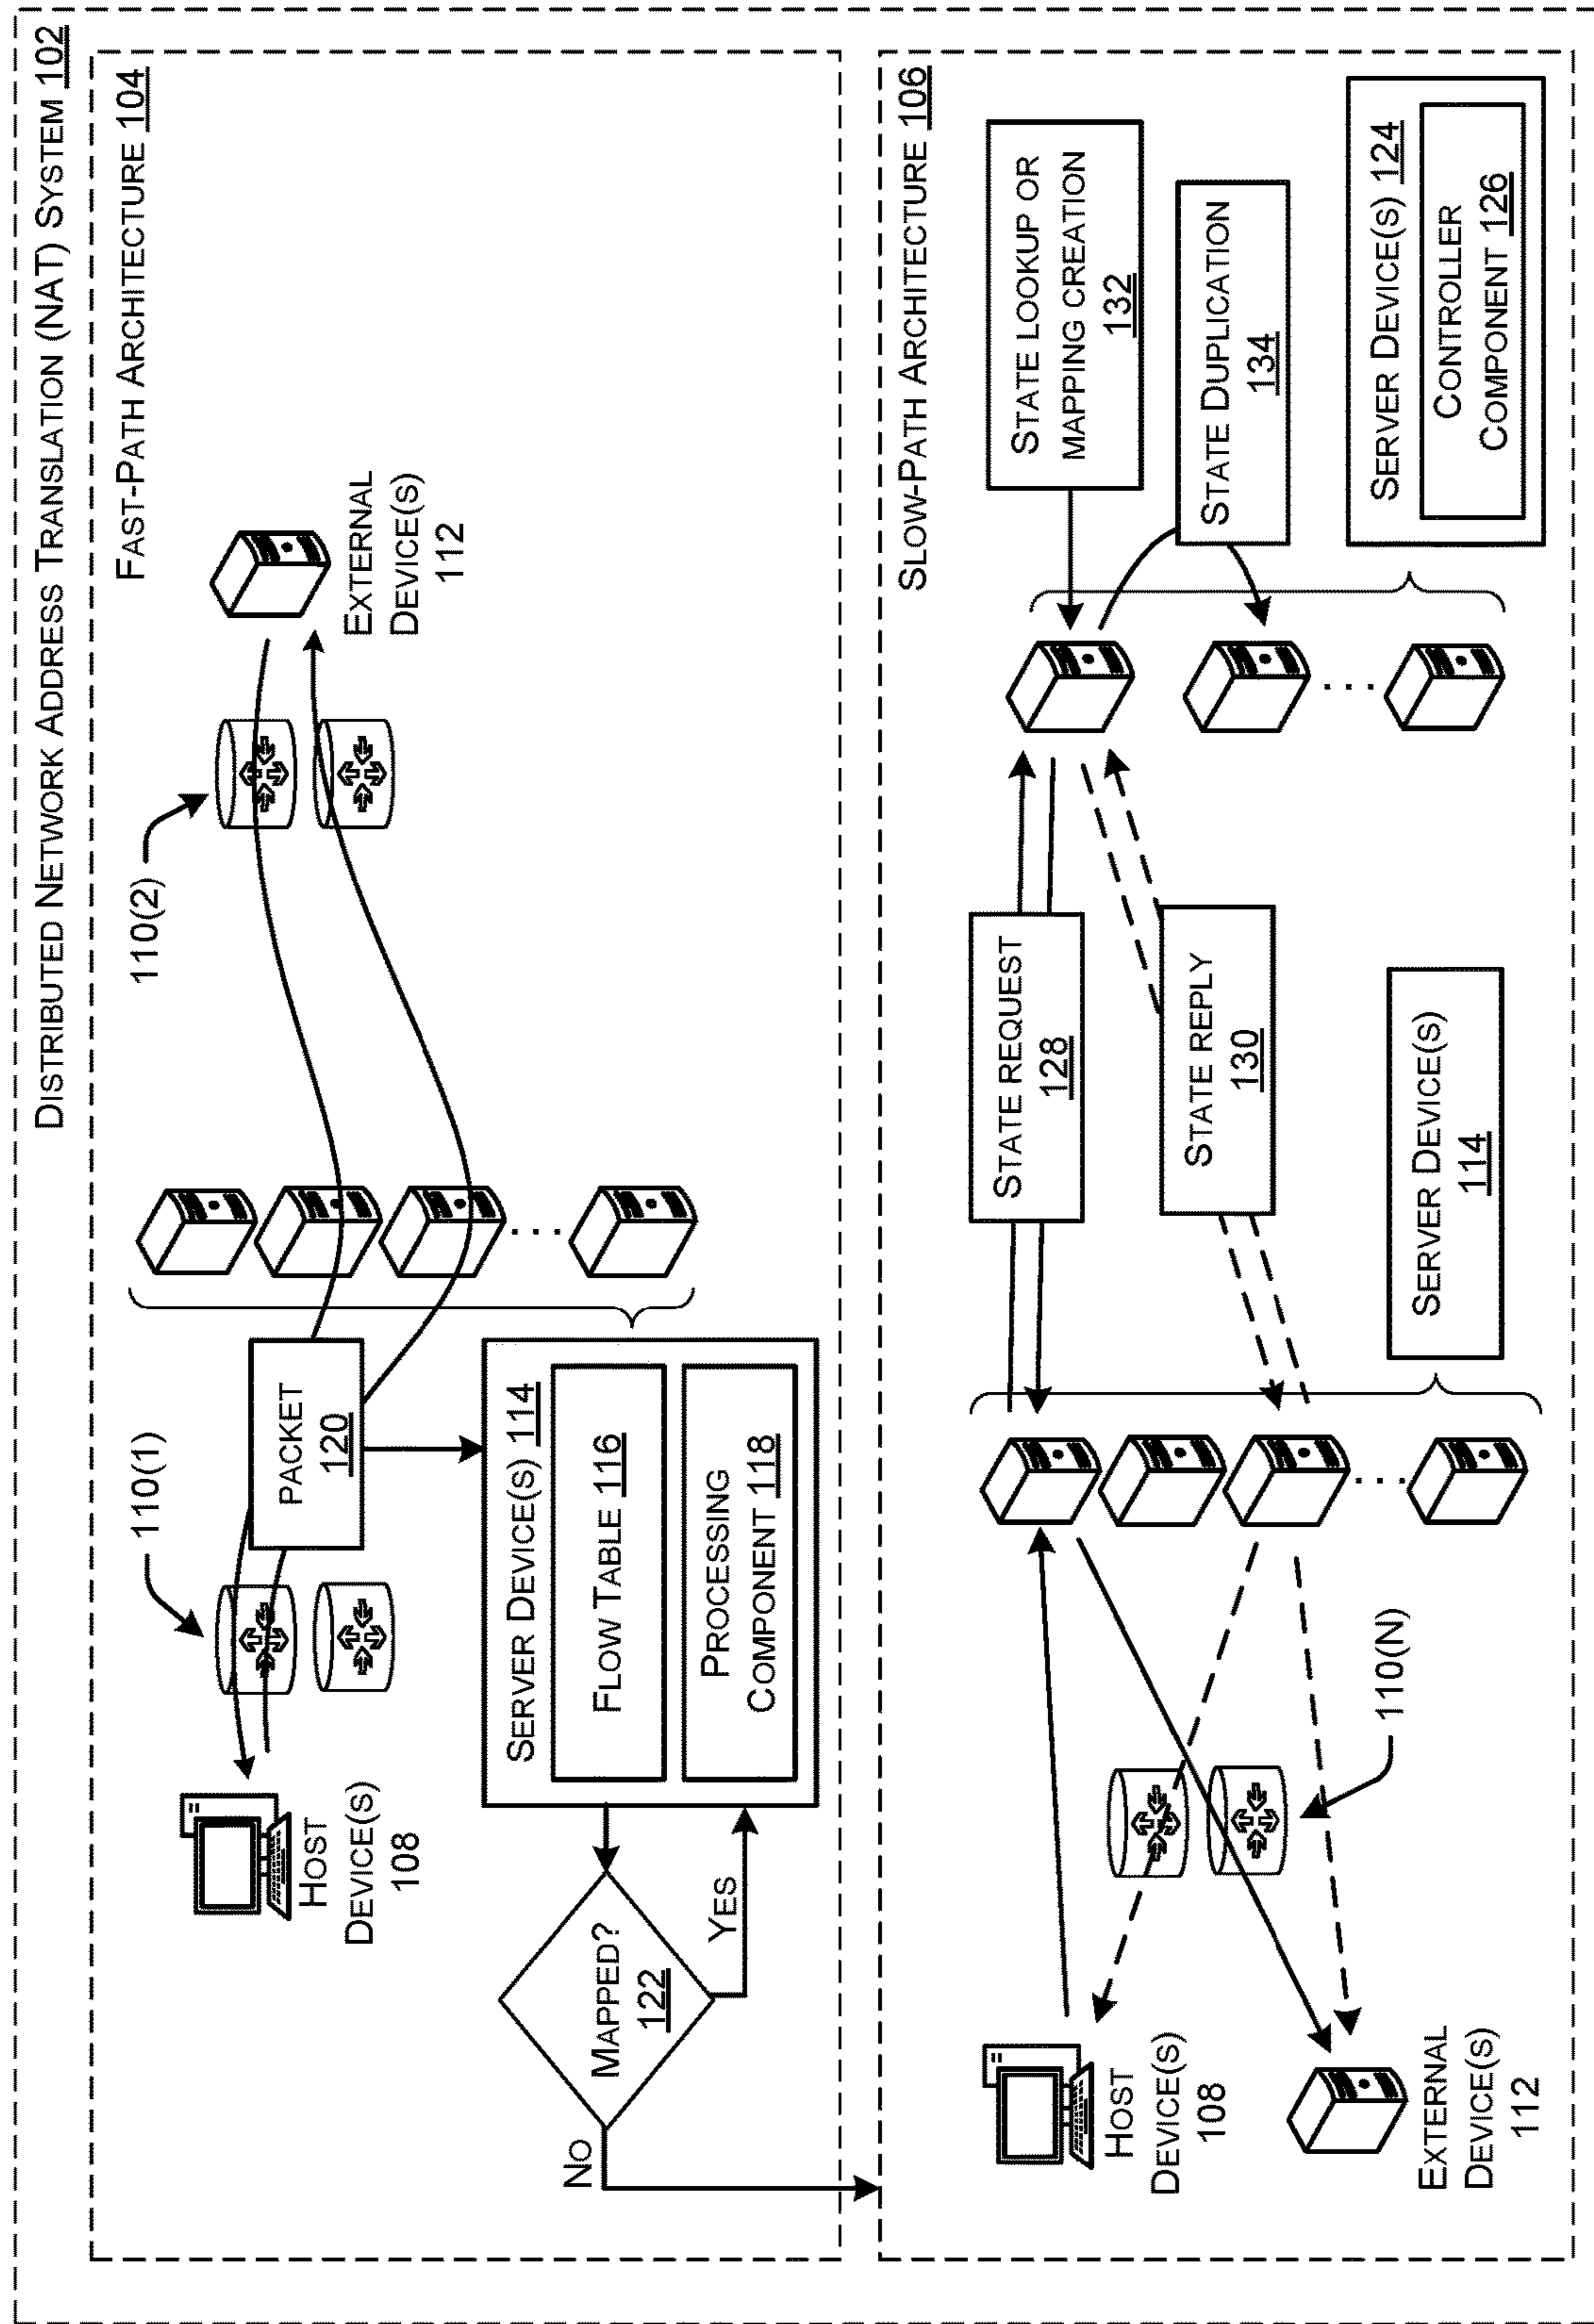 DISTRIBUTED NETWORK ADDRESS TRANSLATION (NAT) SYSTEM 102
FAST-PATH ARCHITECTURE 104
110(1)
110(2)
HOST
DEVICE(S)
108
PACKET
120
EXTERNAL
DEVICE(S)
112
MAPPED?
122
YES
NO
SERVER DEVICE(S) 114
FLOW TABLE 116
PROCESSING
COMPONENT 118
...
SLOW-PATH ARCHITECTURE 106
HOST
DEVICE(S)
108
EXTERNAL
DEVICE(S)
112
110(N)
...
STATE REQUEST
128
STATE REPLY
130
SERVER DEVICE(S)
114
...
STATE LOOKUP OR
MAPPING CREATION
132
STATE DUPLICATION
134
SERVER DEVICE(S) 124
CONTROLLER
COMPONENT 126